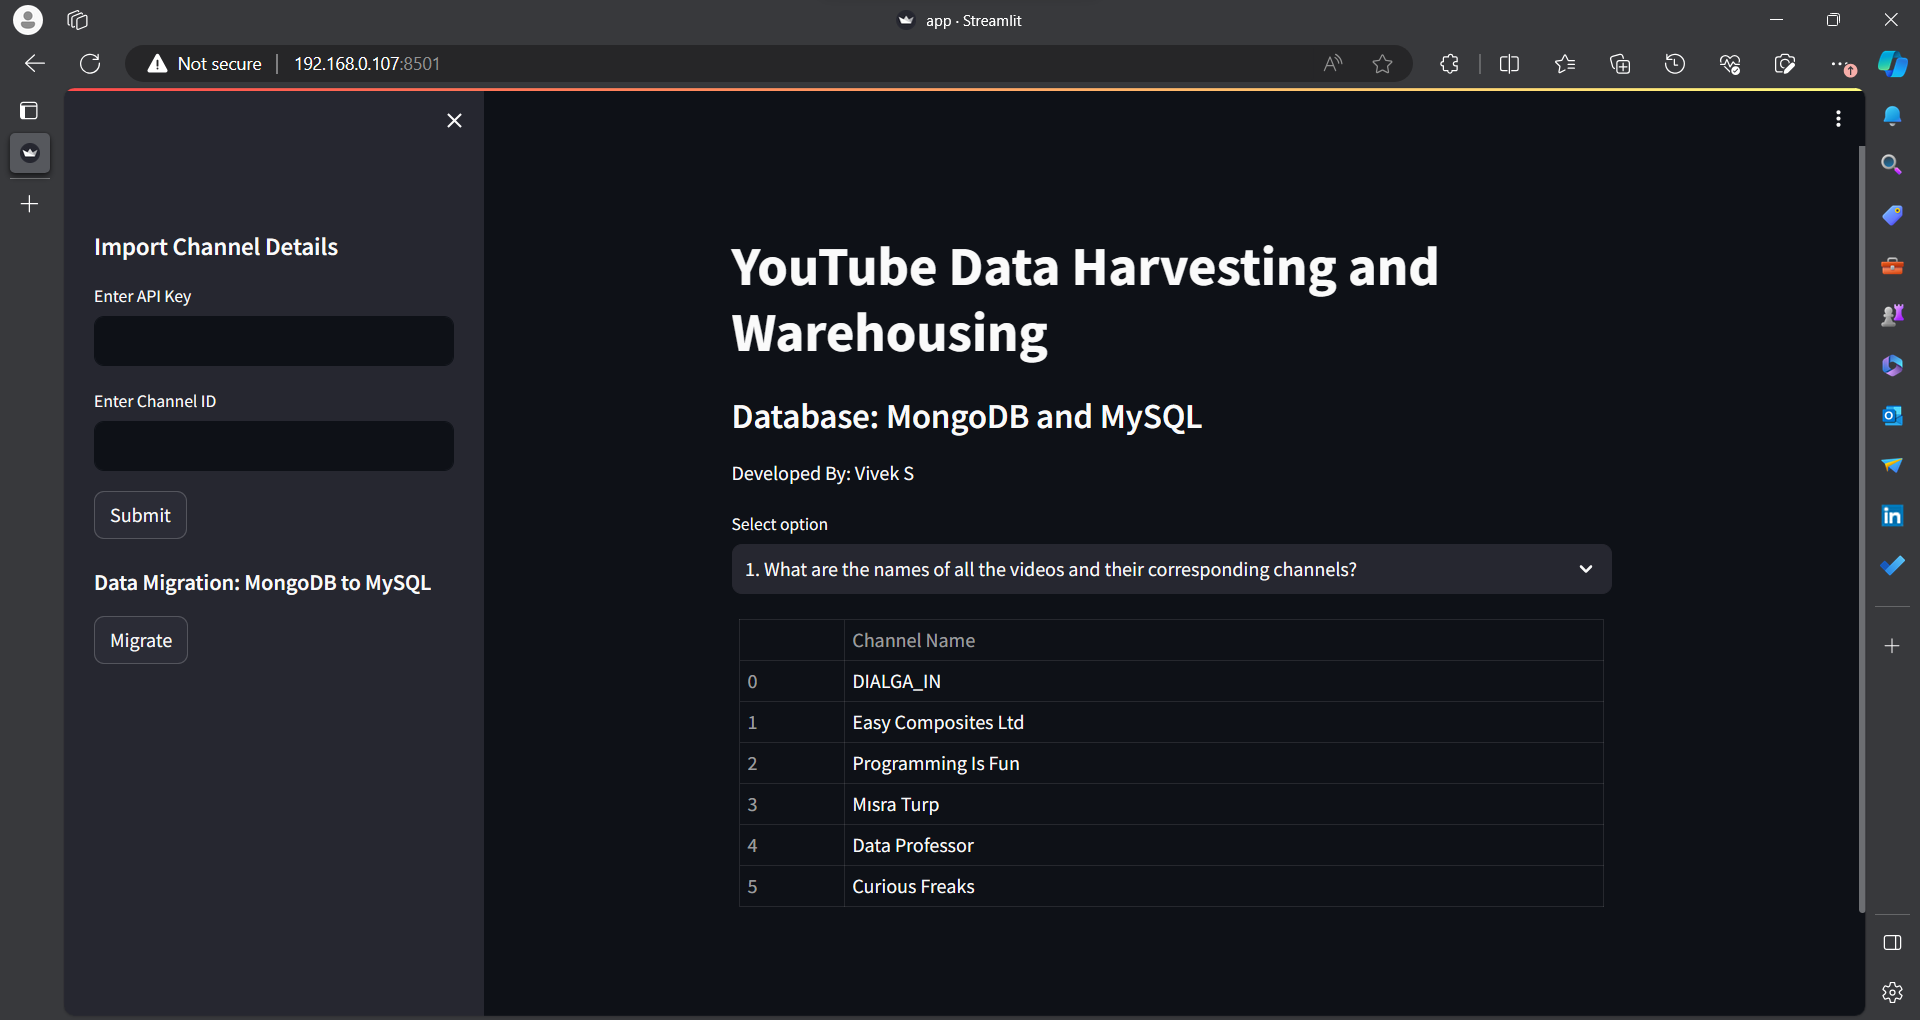 app - Streamlit
Not secure
192.168.0.107:8501
Import Channel Details
Enter API Key
Enter Channel ID
Submit
Data Migration: MongoDB to MySQL
Migrate
YouTube Data Harvesting and
Warehousing
Database: MongoDB and MySQL
Developed By: Vivek S
Select option
1. What are the names of all the videos and their corresponding channels?
Channel Name
0 DIALGA_IN
1 Easy Composites Ltd
2 Programming Is Fun
3 Mısra Turp
4 Data Professor
5 Curious Freaks